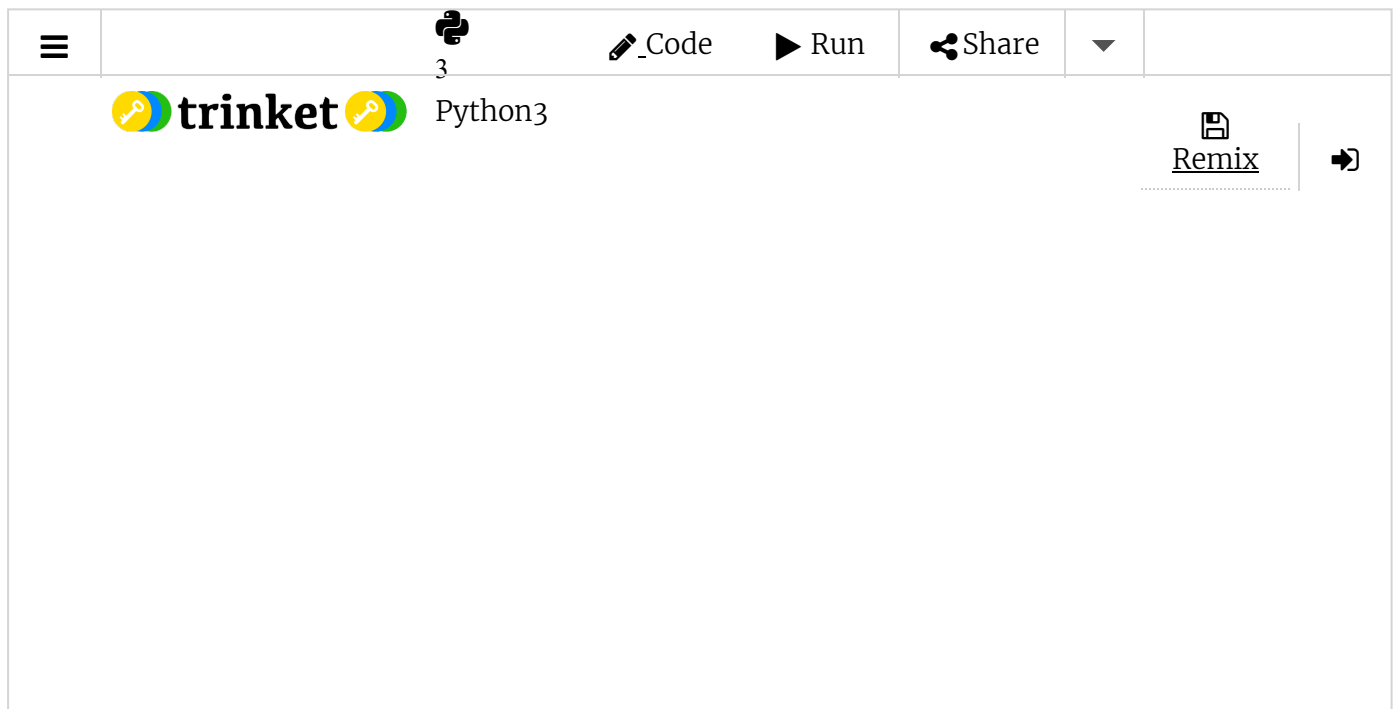 Code
Run
Share
3
trinket
Python3
Remix